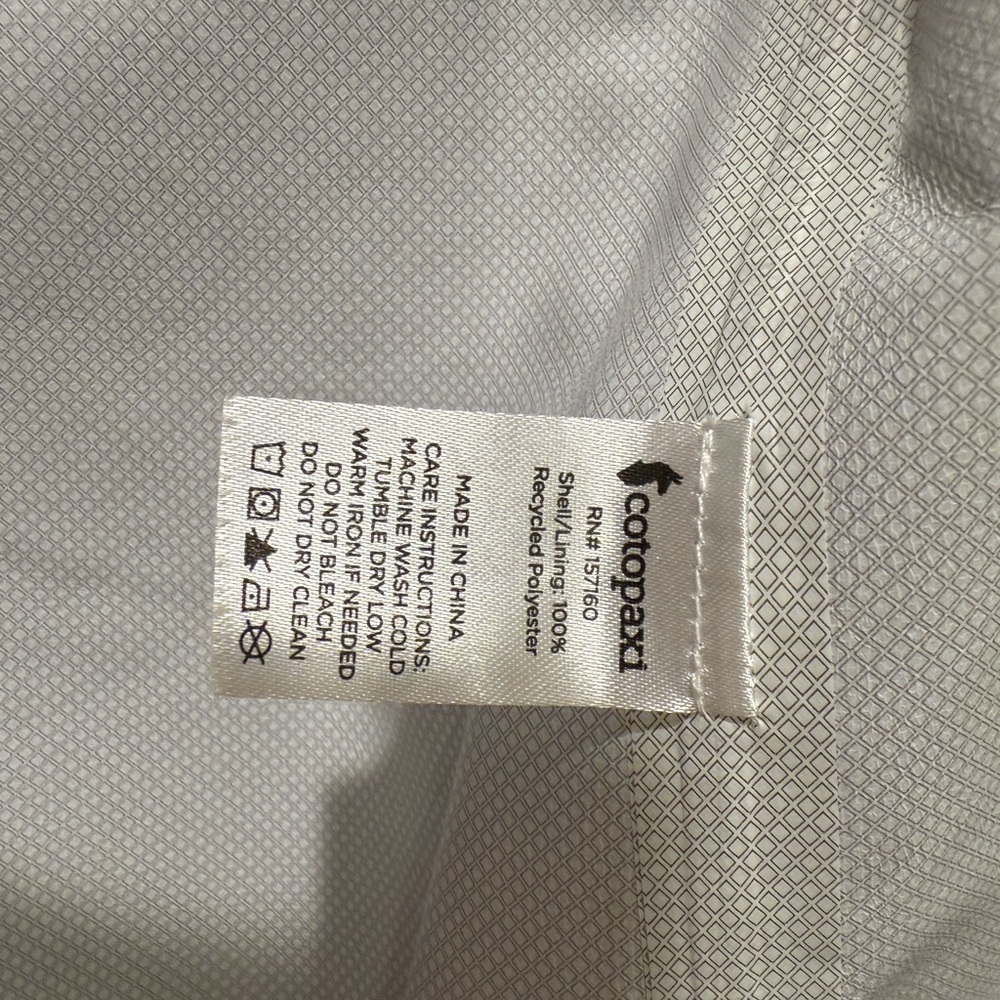 cotopaxi
RN# 157160
Shell/Lining: 100%
Recycled Polyester
MADE IN CHINA
CARE INSTRUCTIONS:
MACHINE WASH COLD
TUMBLE DRY LOW
WARM IRON IF NEEDED
DO NOT BLEACH
DO NOT DRY CLEAN